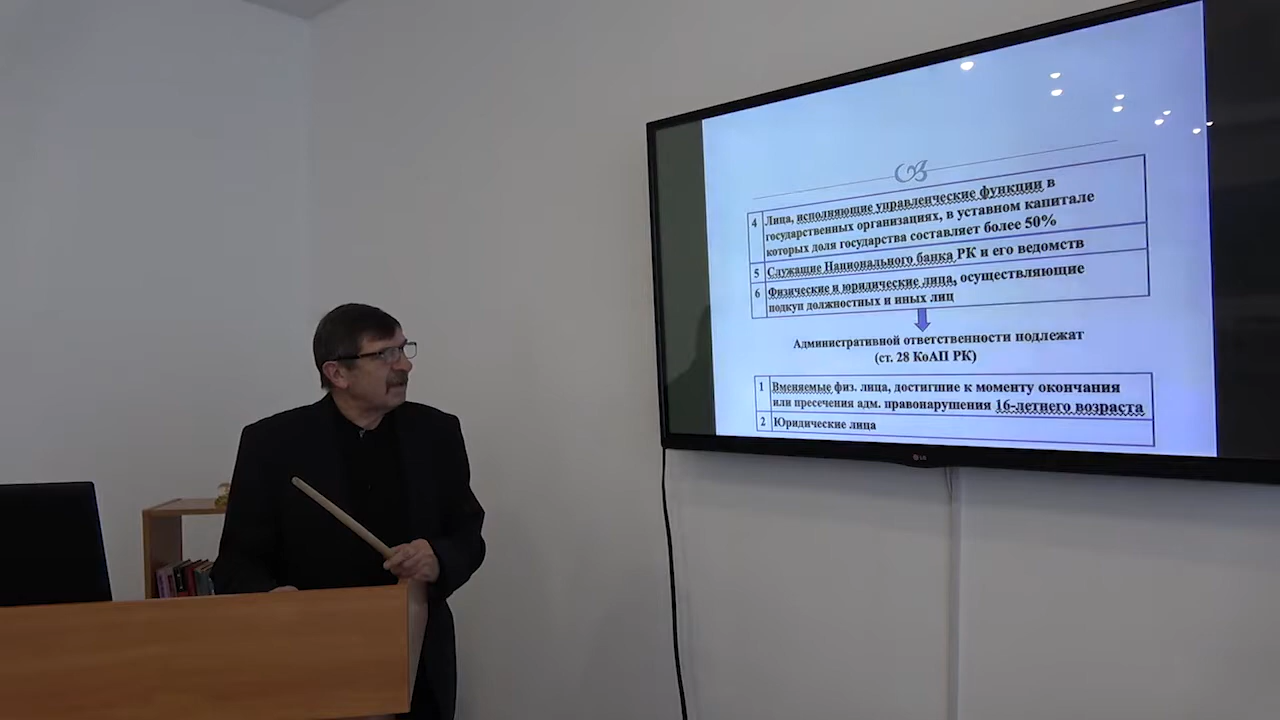 4 Лица, исполняющие управленческие функции в
государственных организациях, в уставном капитале
которых доля государства составляет более 50%
5 Служащие Национального банка РК и его ведомств
6 Физические и юридические лица, осуществляющие
подкуп должностных и иных лиц
Административной ответственности подлежат
(ст. 28 КоАП РК)
1 Вменяемые физ. лица, достигшие к моменту окончания
или пресечения адм. правонарушения 16-летнего возраста
2 Юридические лица
LG